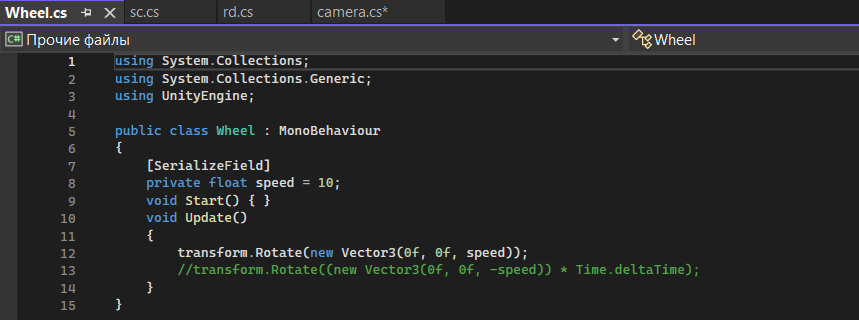 Wheel.cs sc.cs rd.cs camera.cs*
C# Прочие файлы Wheel
1 using System.Collections;
2 using System.Collections.Generic;
3 using UnityEngine;
4
5 public class Wheel : MonoBehaviour
6 {
7 [SerializeField]
8 private float speed = 10;
9 void Start() { }
10 void Update()
11 {
12 transform.Rotate(new Vector3(0f, 0f, speed));
13 //transform.Rotate((new Vector3(0f, 0f, -speed)) * Time.deltaTime);
14 }
15 }